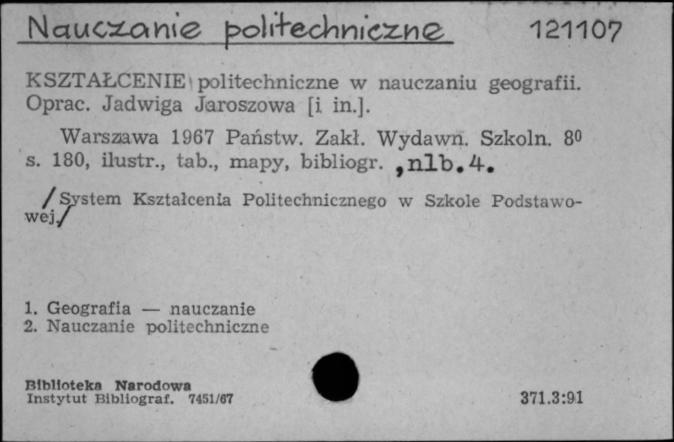 Nauczanie politechniczne 121107
KSZTAŁCENIE politechniczne w nauczaniu geografii.
Oprac. Jadwiga Jaroszowa [i in.].
Warszawa 1967 Państw. Zakł. Wydawn. Szkoln. 8⁰
s. 180, ilustr., tab., mapy, bibliogr. ,nlb.4.
/System Kształcenia Politechnicznego w Szkole Podstawo-
wej/
1. Geografia — nauczanie
2. Nauczanie politechniczne
Biblioteka Narodowa
Instytut Bibliograf. 7451/67 371.3:91